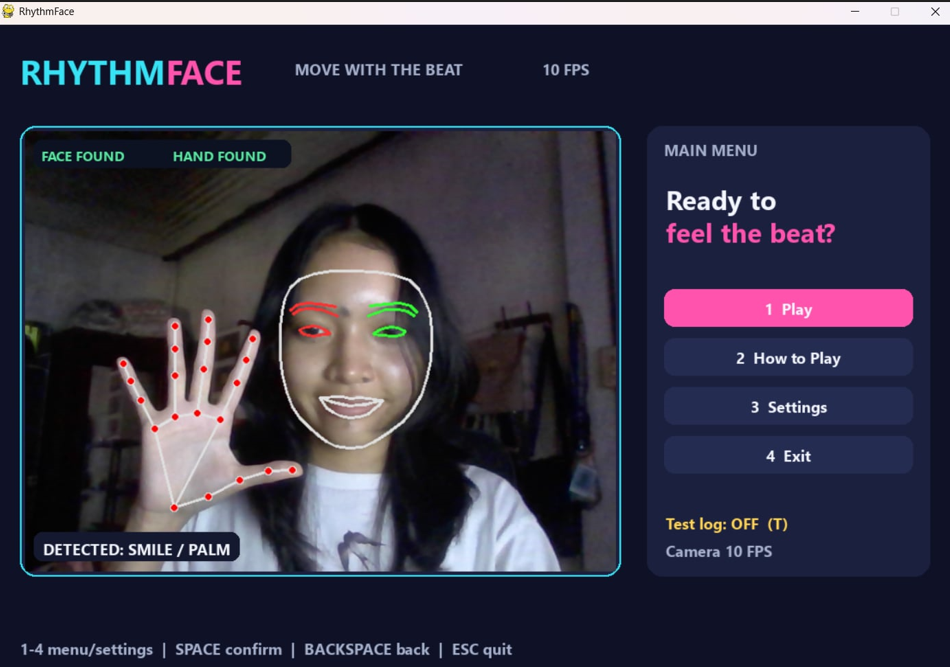 RhythmFace
RHYTHMFACE
MOVE WITH THE BEAT
10 FPS
FACE FOUND
HAND FOUND
DETECTED: SMILE / PALM
MAIN MENU
Ready to
feel the beat?
1 Play
2 How to Play
3 Settings
4 Exit
Test log: OFF (T)
Camera 10 FPS
1-4 menu/settings | SPACE confirm | BACKSPACE back | ESC quit